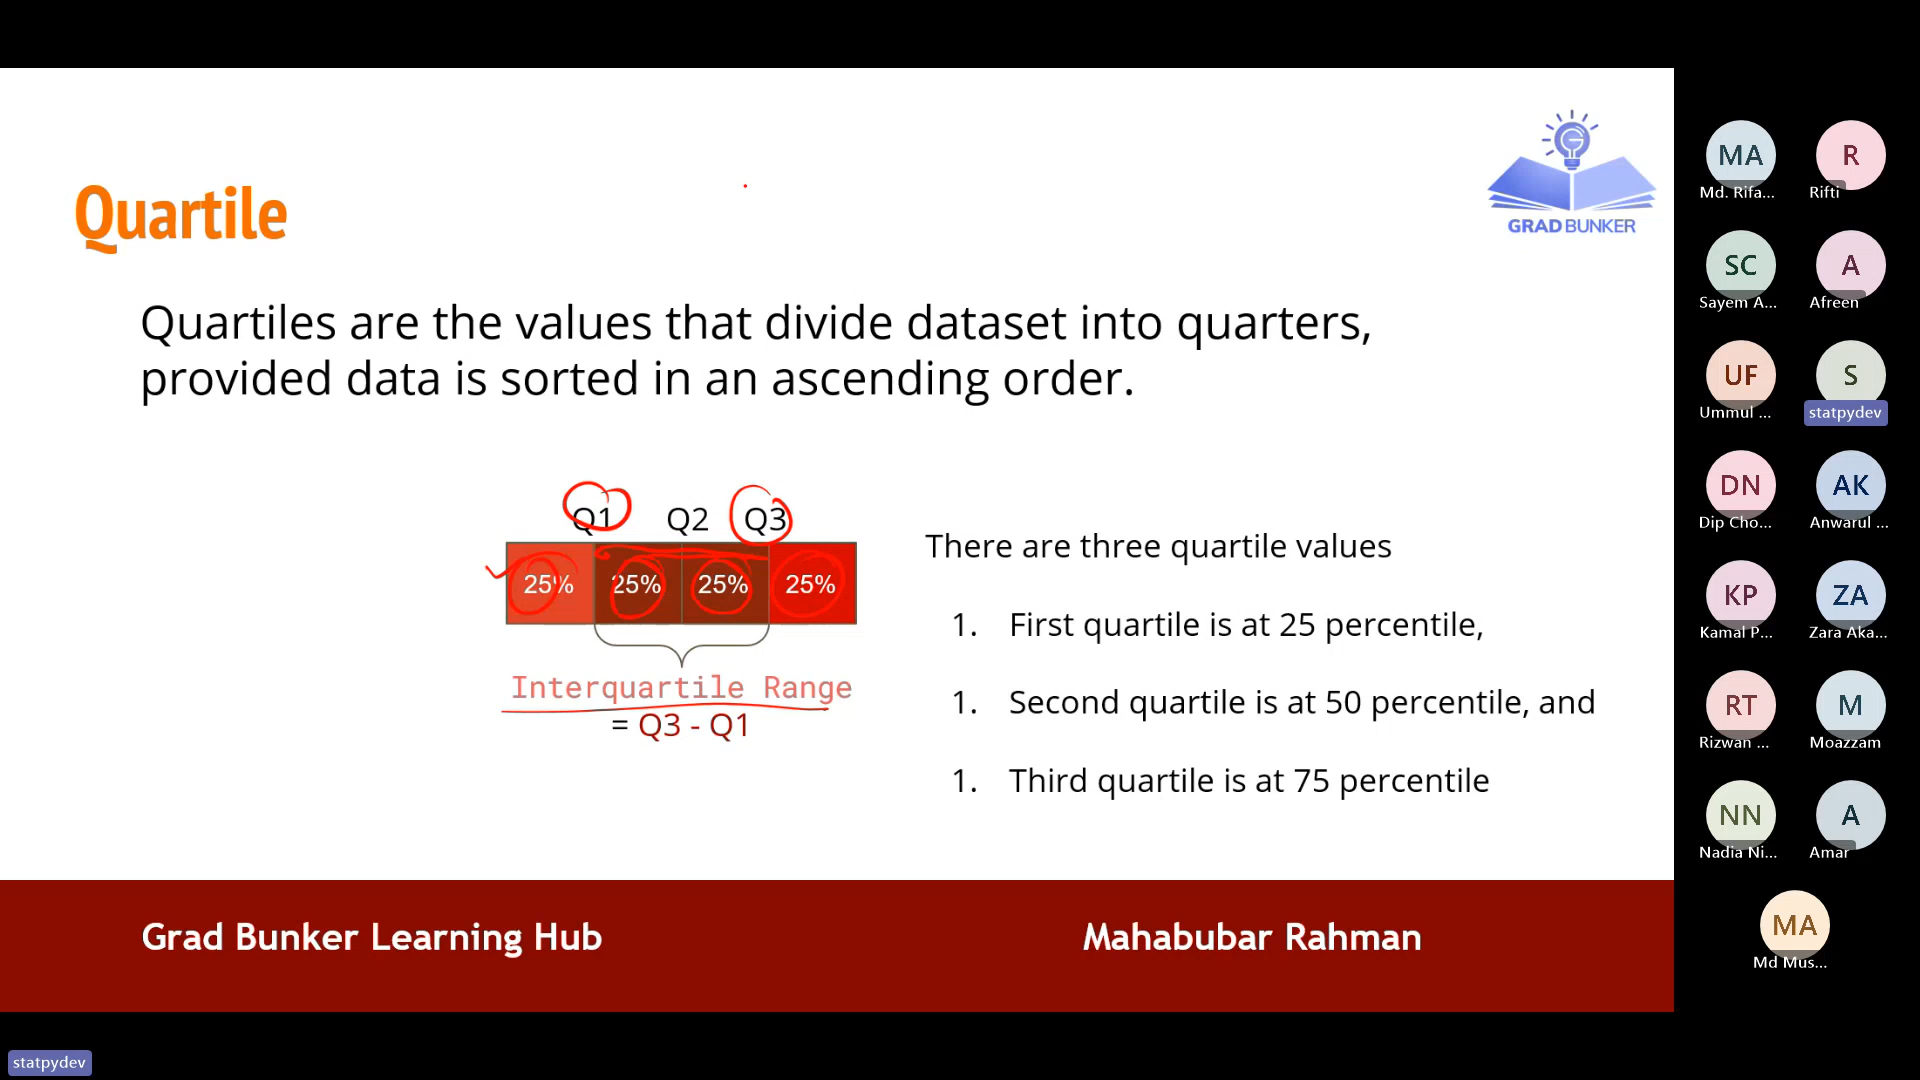 GRAD BUNKER
Quartile
Quartiles are the values that divide dataset into quarters,
provided data is sorted in an ascending order.
Q1 Q2 Q3
25% 25% 25% 25%
Interquartile Range
= Q3 - Q1
There are three quartile values
1. First quartile is at 25 percentile,
1. Second quartile is at 50 percentile, and
1. Third quartile is at 75 percentile
Grad Bunker Learning Hub
Mahabubar Rahman
MA R
Md. Rifa... Rifti
SC A
Sayem A... Afreen
UF S
Ummul ... statpydev
DN AK
Dip Cho... Anwarul ...
KP ZA
Kamal P... Zara Aka...
RT M
Rizwan ... Moazzam
NN A
Nadia Ni... Amar
MA
Md Mus...
statpydev